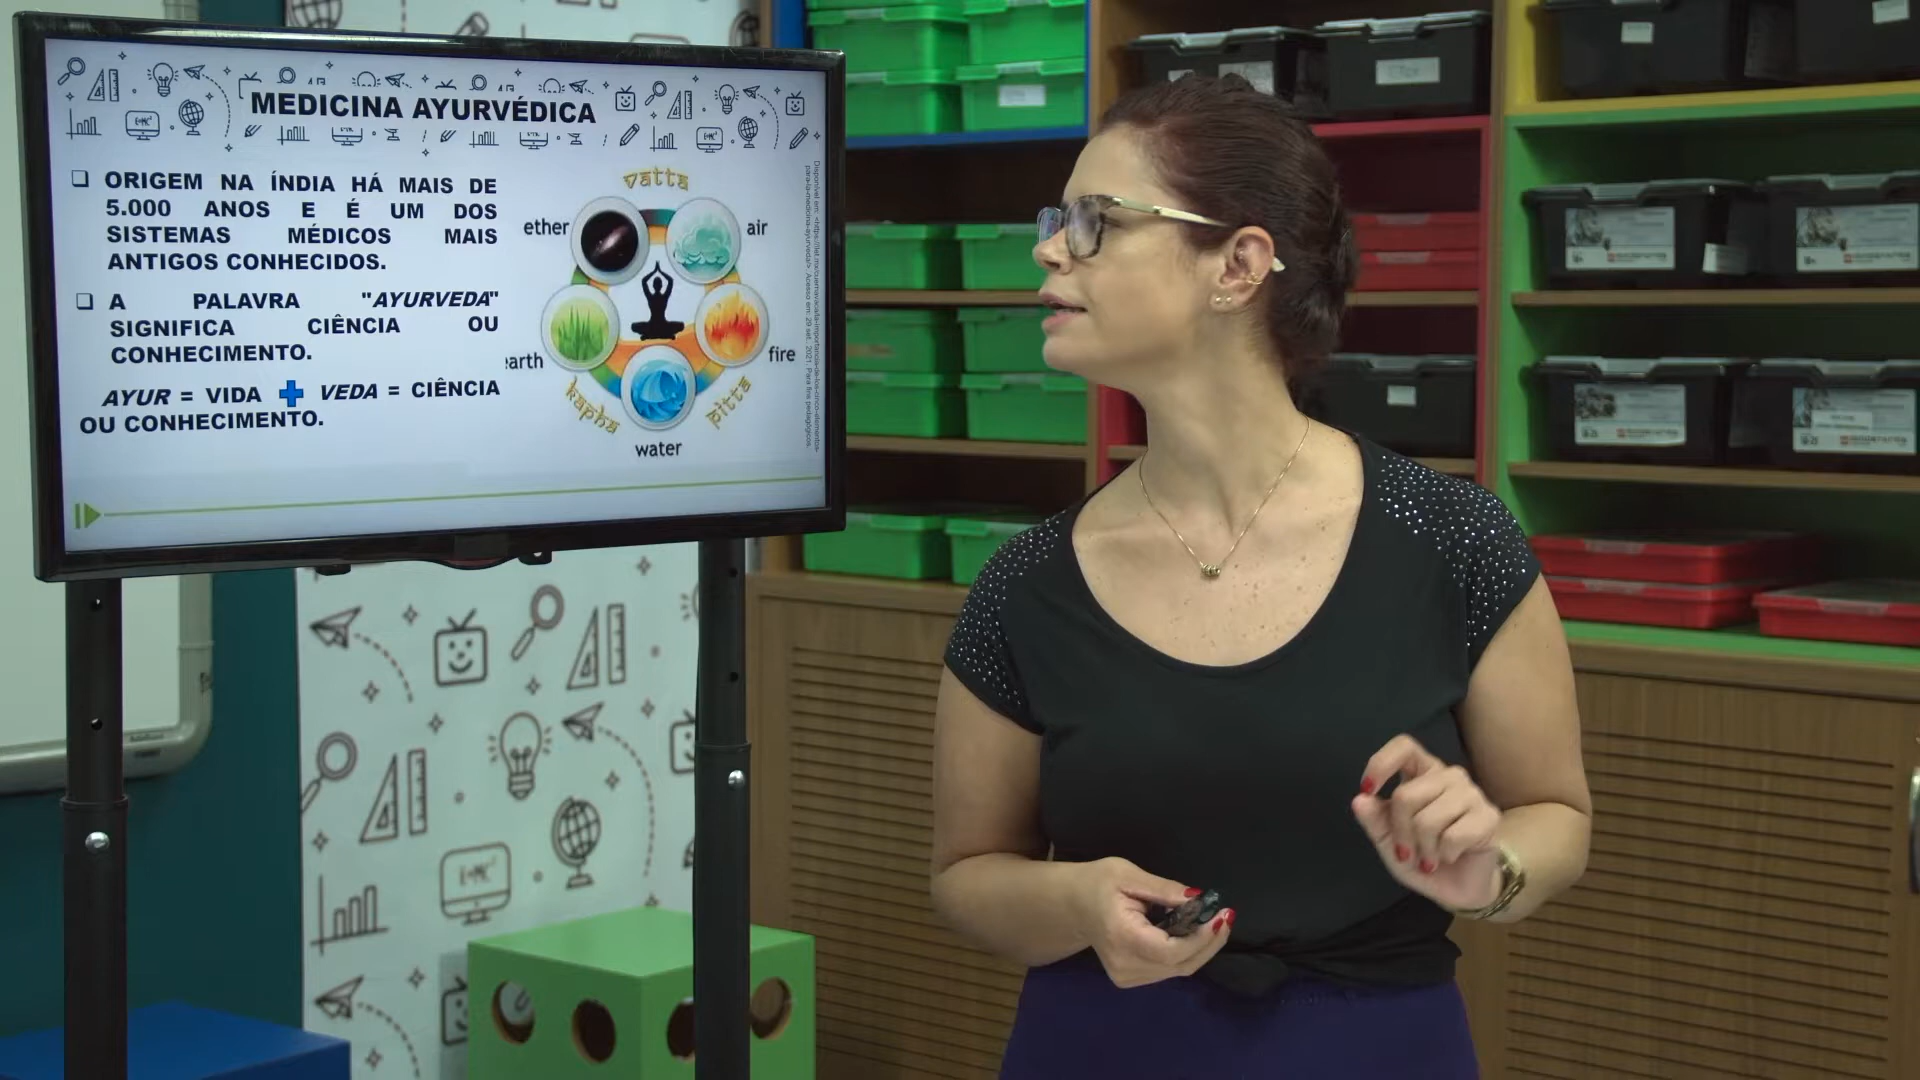 MEDICINA AYURVÉDICA
❑ ORIGEM NA ÍNDIA HÁ MAIS DE
5.000 ANOS E É UM DOS
SISTEMAS MÉDICOS MAIS
ANTIGOS CONHECIDOS.
❑ A PALAVRA "AYURVEDA"
SIGNIFICA CIÊNCIA OU
CONHECIMENTO.
AYUR = VIDA + VEDA = CIÊNCIA
OU CONHECIMENTO.
vatta
ether
air
arth
fire
kapha
pitta
water